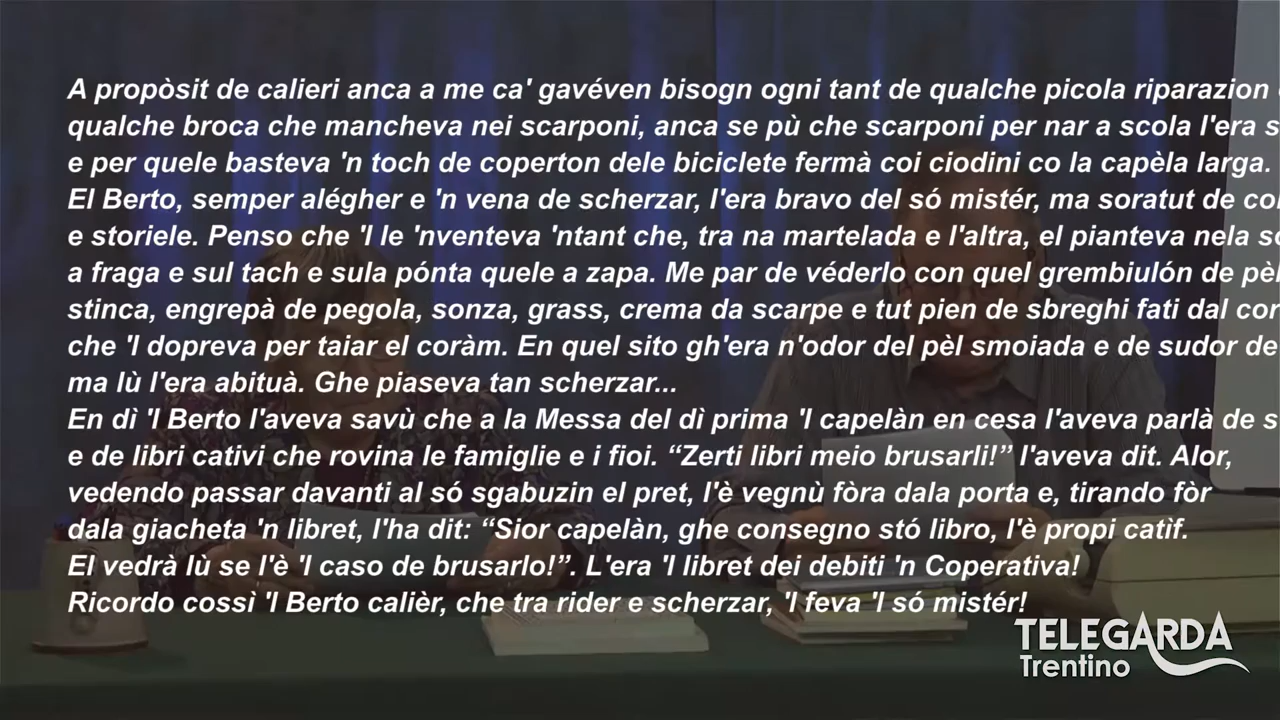 A propòsit de calieri anca a me ca' gavéven bisogn ogni tant de qualche picola riparazion
qualche broca che mancheva nei scarponi, anca se pù che scarponi per nar a scola l'era
e per quele basteva 'n toch de coperton dele biciclete fermà coi ciodini co la capèla larga.
El Berto, semper alégher e 'n vena de scherzar, l'era bravo del só mistér, ma soratut de
e storiele. Penso che 'l le 'nventeva 'ntant che, tra na martelada e l'altra, el pianteva nela
a fraga e sul tach e sula pónta quele a zapa. Me par de véderlo con quel grembiulón de
stinca, engrepà de pegola, sonza, grass, crema da scarpe e tut pien de sbreghi fati dal
che 'l dopreva per taiar el coràm. En quel sito gh'era n'odor del pèl smoiada e de sudor de
ma lù l'era abituà. Ghe piaseva tan scherzar...
En dì 'l Berto l'aveva savù che a la Messa del dì prima 'l capelàn en cesa l'aveva parlà de
e de libri cativi che rovina le famiglie e i fioi. “Zerti libri meio brusarli!” l'aveva dit. Alor,
vedendo passar davanti al só sgabuzin el pret, l'è vegnù fòra dala porta e, tirando fòr
dala giacheta 'n libret, l'ha dit: “Sior capelàn, ghe consegno stó libro, l'è propi catìf.
El vedrà lù se l'è 'l caso de brusarlo!”. L'era 'l libret dei debiti 'n Coperativa!
Ricordo cossì 'l Berto calièr, che tra rider e scherzar, 'l feva 'l só mistér!
TELEGARDA
Trentino